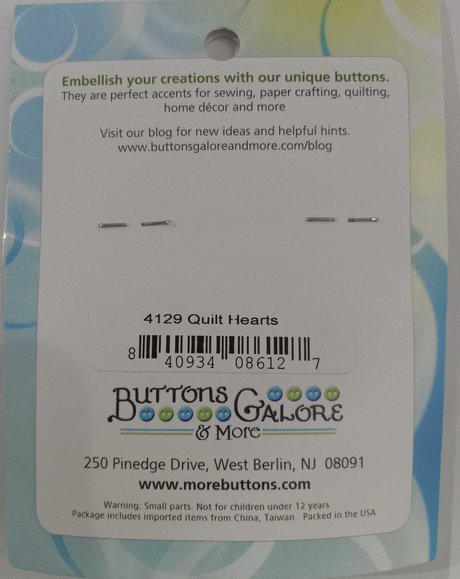 Embellish your creations with our unique buttons.
They are perfect accents for sewing, paper crafting, quilting,
home décor and more
Visit our blog for new ideas and helpful hints.
www.buttonsgaloreandmore.com/blog
4129 Quilt Hearts
8 40934 08612 7
BUTTONS GALORE
& More
250 Pinedge Drive, West Berlin, NJ 08091
www.morebuttons.com
Warning: Small parts. Not for children under 12 years
Package includes imported items from China, Taiwan. Packed in the USA